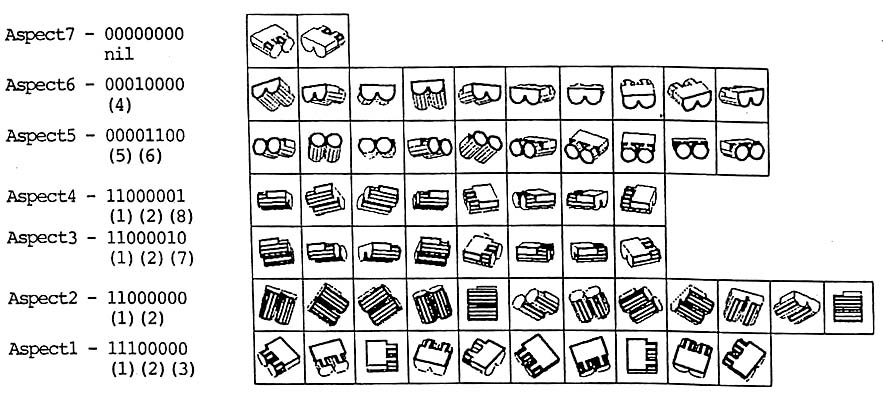 Aspect7 - 00000000
nil
Aspect6 - 00010000
(4)
Aspect5 - 00001100
(5) (6)
Aspect4 - 11000001
(1) (2) (8)
Aspect3 - 11000010
(1) (2) (7)
Aspect2 - 11000000
(1) (2)
Aspect1 - 11100000
(1) (2) (3)